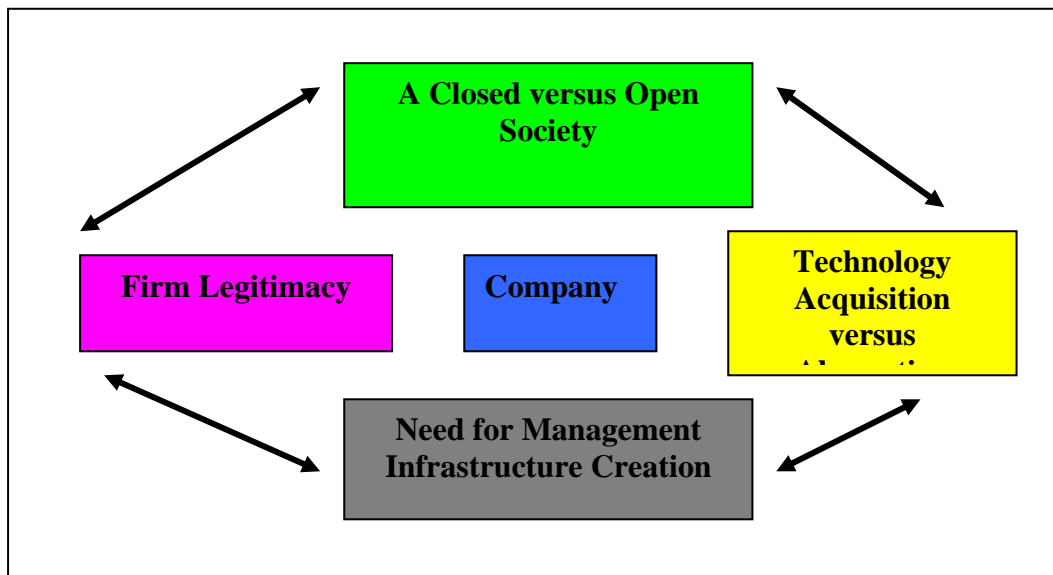 A Closed versus Open
Society
Firm Legitimacy
Company
Technology
Acquisition
versus
Need for Management
Infrastructure Creation